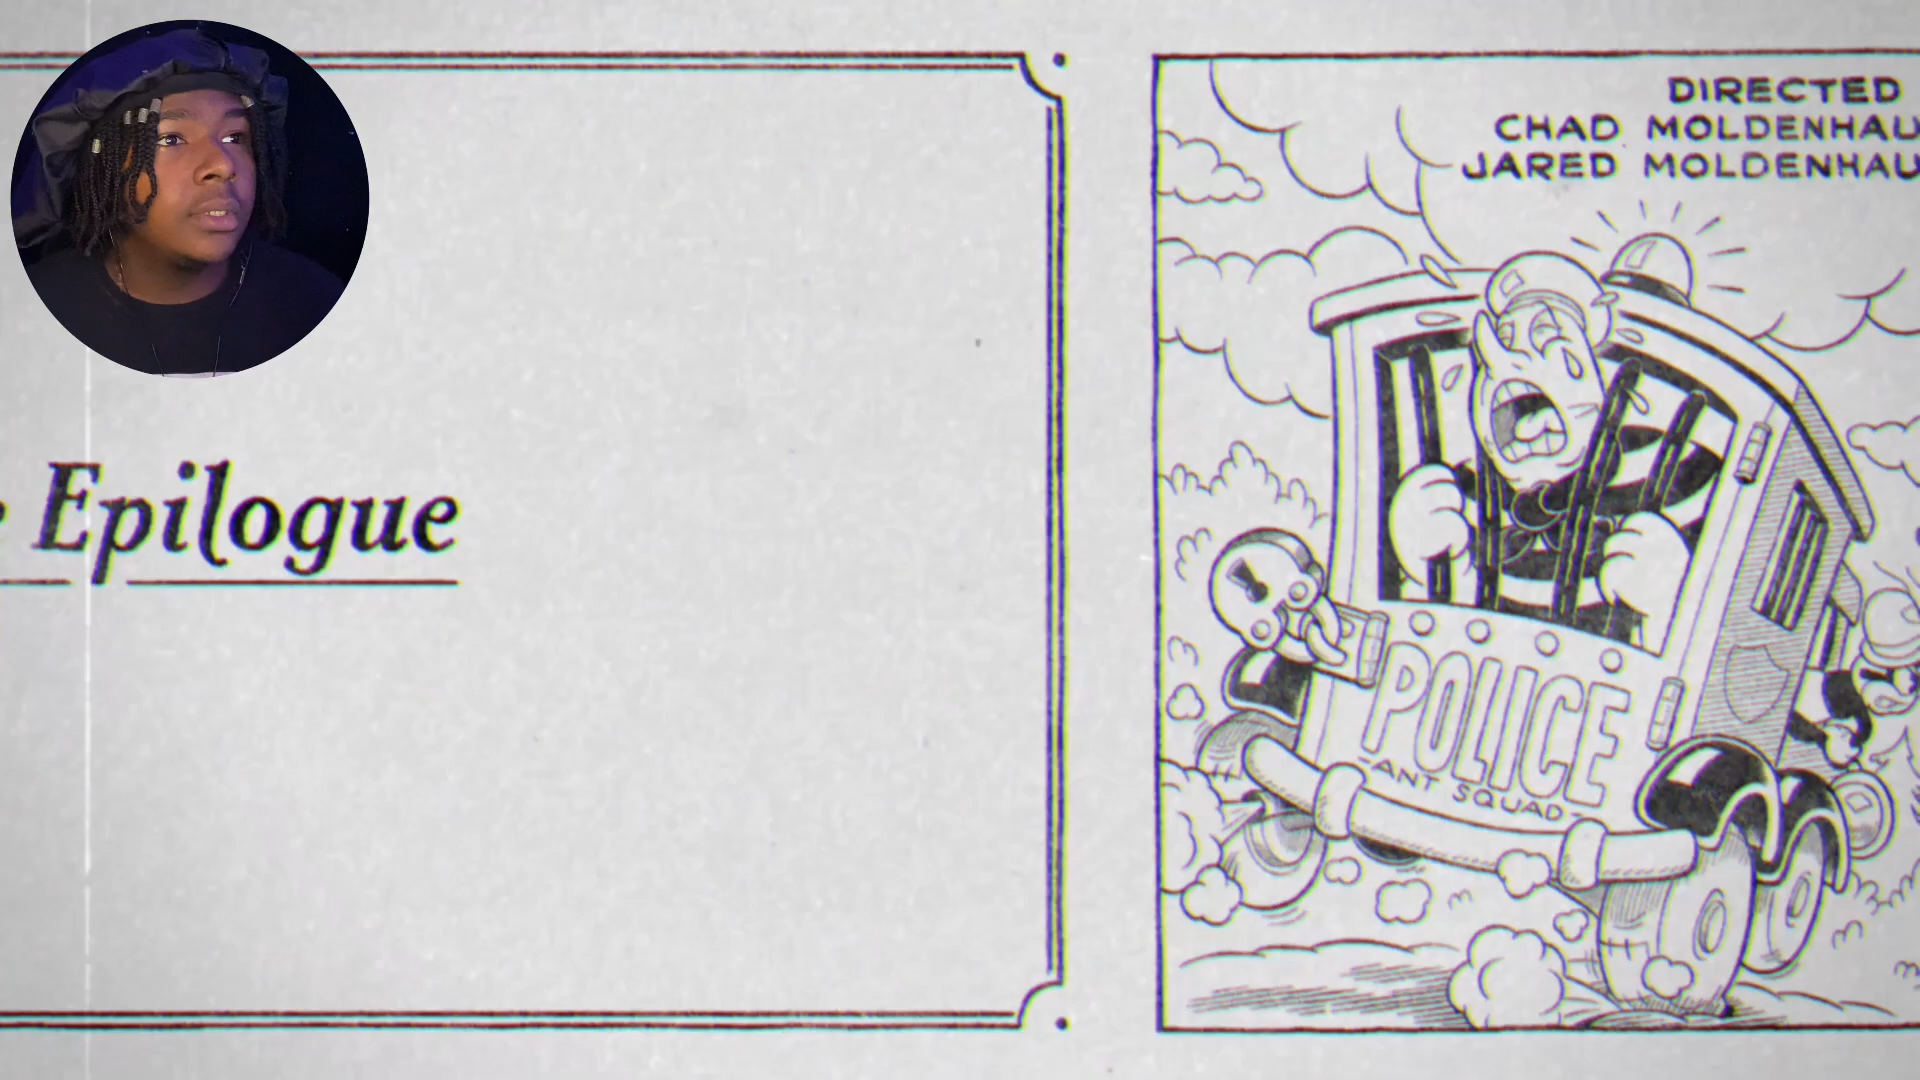 Epilogue
DIRECTED
CHAD MOLDENHAU
JARED MOLDENHAU
POLICE
-ANT SQUAD-